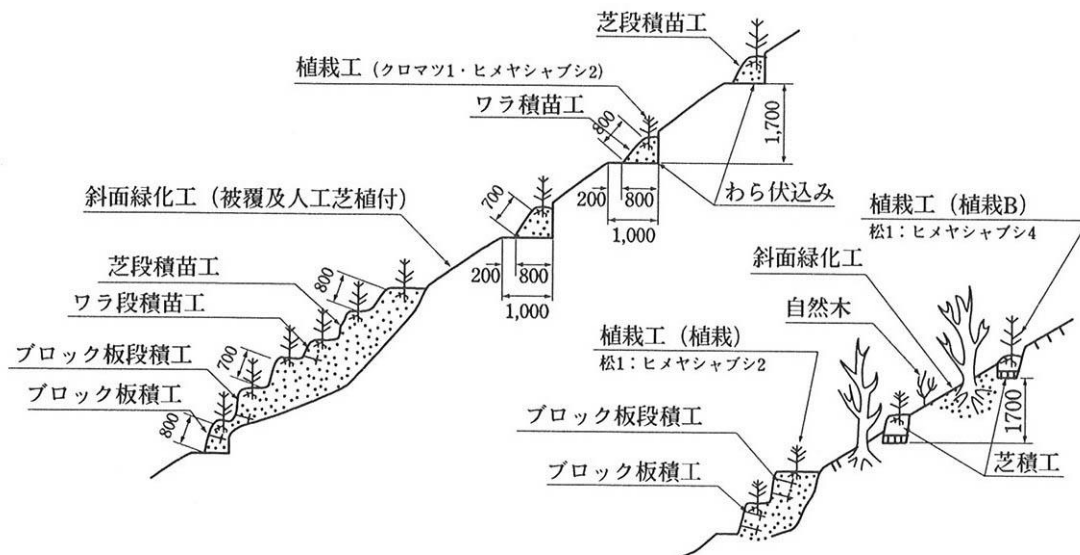 芝段積苗工
植栽工（クロマツ1・ヒメヤシャブシ2）
ワラ積苗工
800
1,700
200
800
1,000
わら伏込み
斜面緑化工（被覆及人工芝植付）
700
200
800
1,000
芝段積苗工
800
ワラ段積苗工
ブロック板段積工
700
ブロック板積工
800
植栽工（植栽B）
松1：ヒメヤシャブシ4
斜面緑化工
自然木
植栽工（植栽）
松1：ヒメヤシャブシ2
1700
芝積工
ブロック板段積工
ブロック板積工